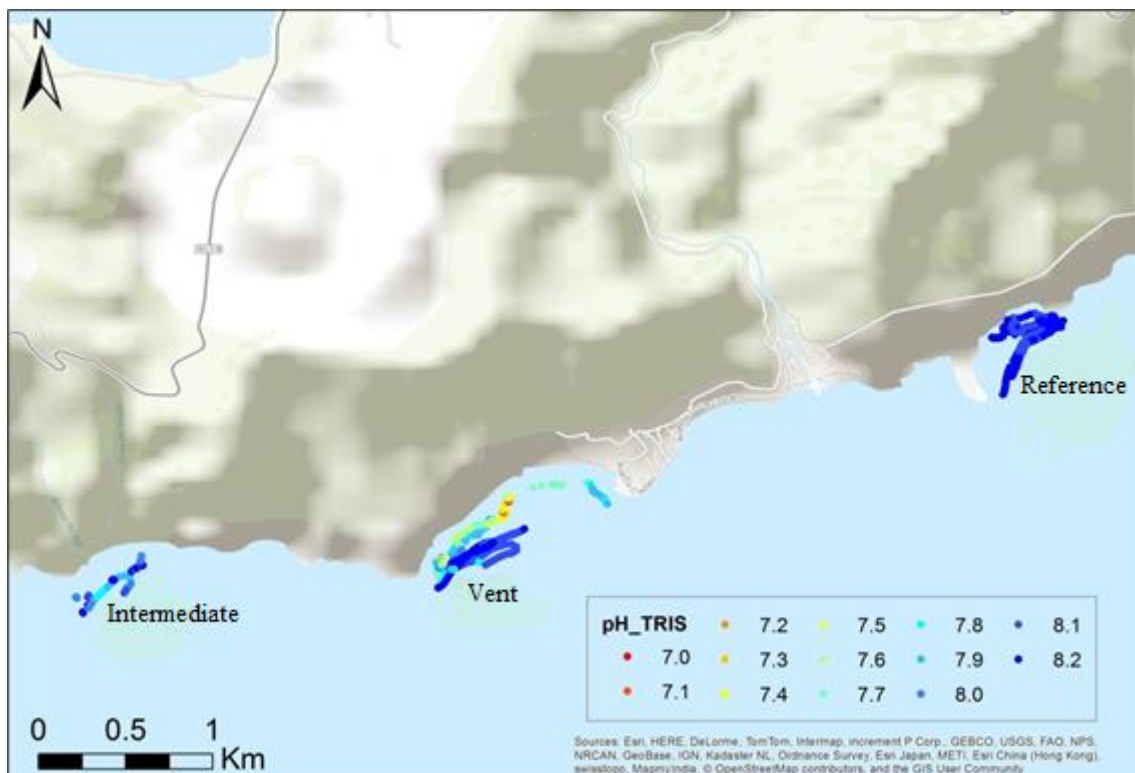 N
Reference
Intermediate
Vent
pH_TRIS
7.0
7.1
7.2
7.3
7.4
7.5
7.6
7.7
7.8
7.9
8.0
8.1
8.2
0 0.5 1
Km
Sources: Esri, HERE, DeLorme, TomTom, Intermap, increment P Corp., GEBCO, USGS, FAO, NPS,
NRCAN, GeoBase, IGN, Kadaster NL, Ordnance Survey, Esri Japan, METI, Esri China (Hong Kong),
swisstopo, MapmyIndia, © OpenStreetMap contributors, and the GIS User Community